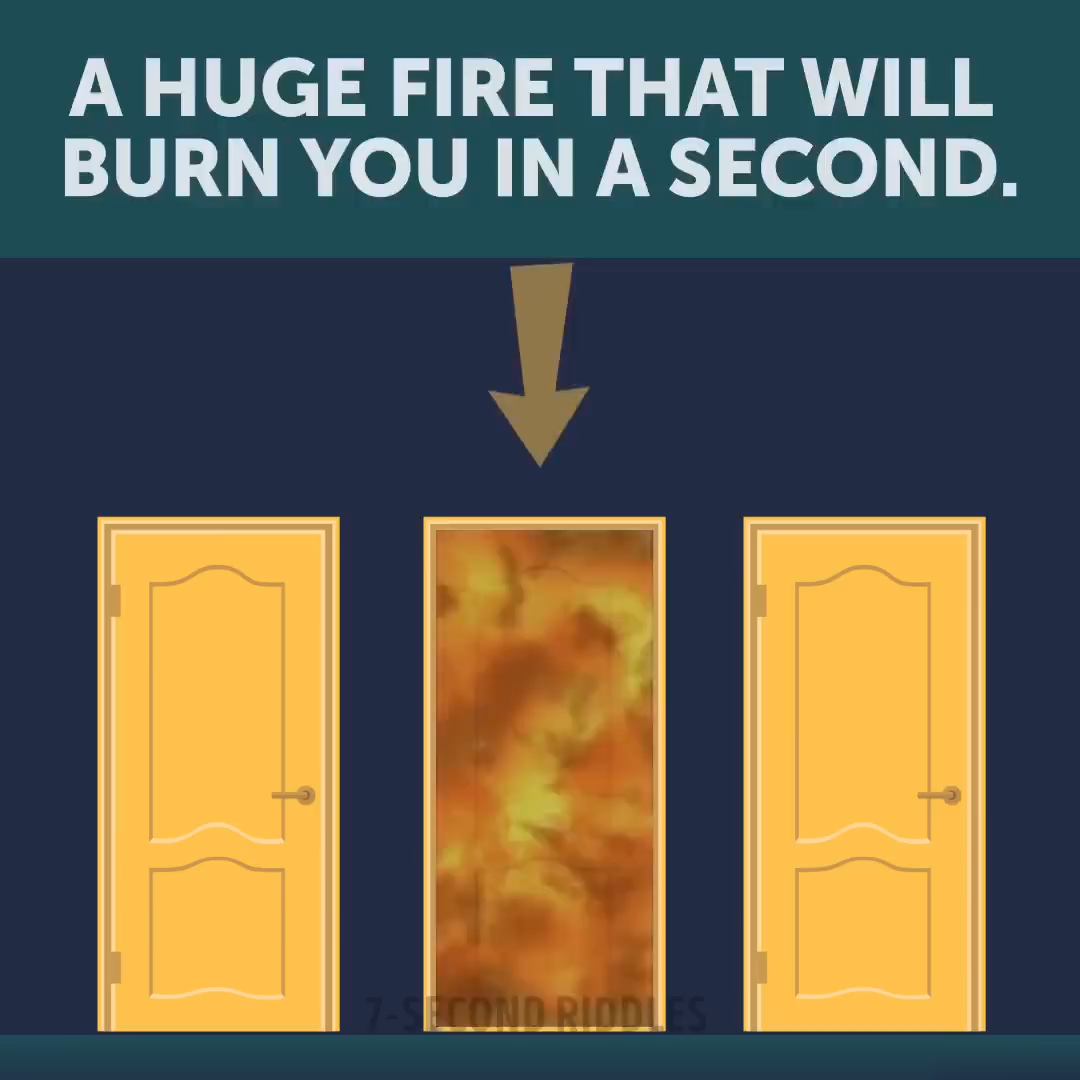 A HUGE FIRE THAT WILL
BURN YOU IN A SECOND.
7-SECOND RIDDLES